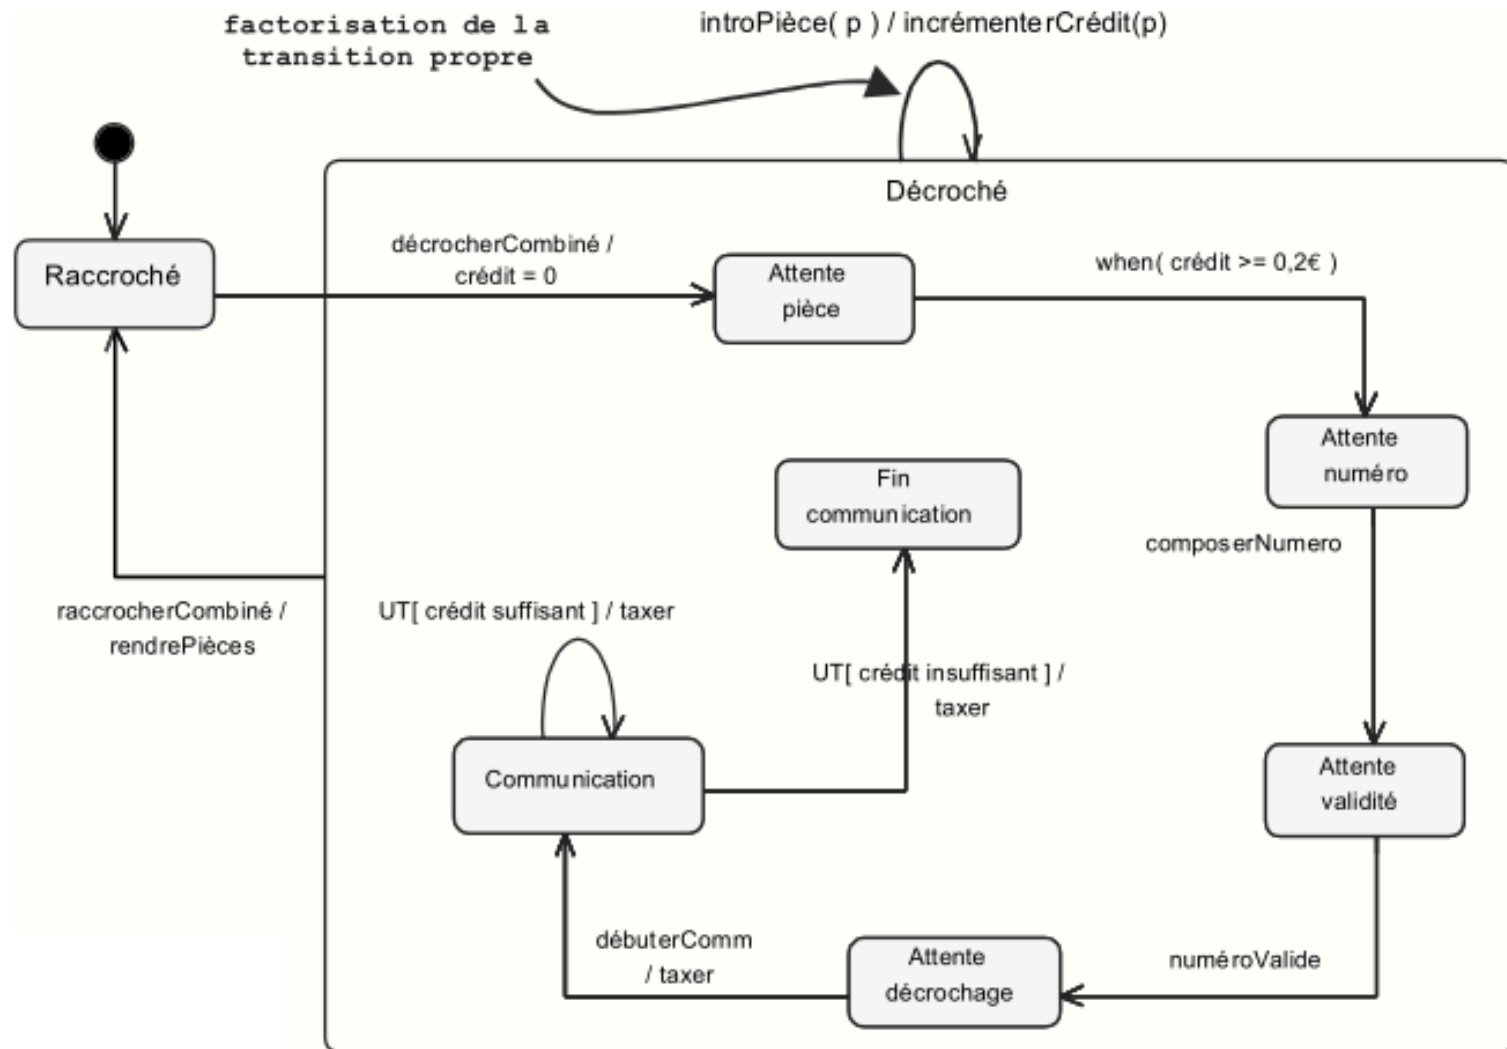 factorisation de la
transition propre
introPièce( p ) / incrémenterCrédit(p)
Décroché
Raccroché
décrocherCombiné /
crédit = 0
Attente
pièce
when( crédit >= 0,2€ )
Attente
numéro
Fin
communication
composerNumero
raccrocherCombiné /
rendrePièces
UT[ crédit suffisant ] / taxer
UT[ crédit insuffisant ] /
taxer
Communication
Attente
validité
débuterComm
/ taxer
Attente
décrochage
numéroValide